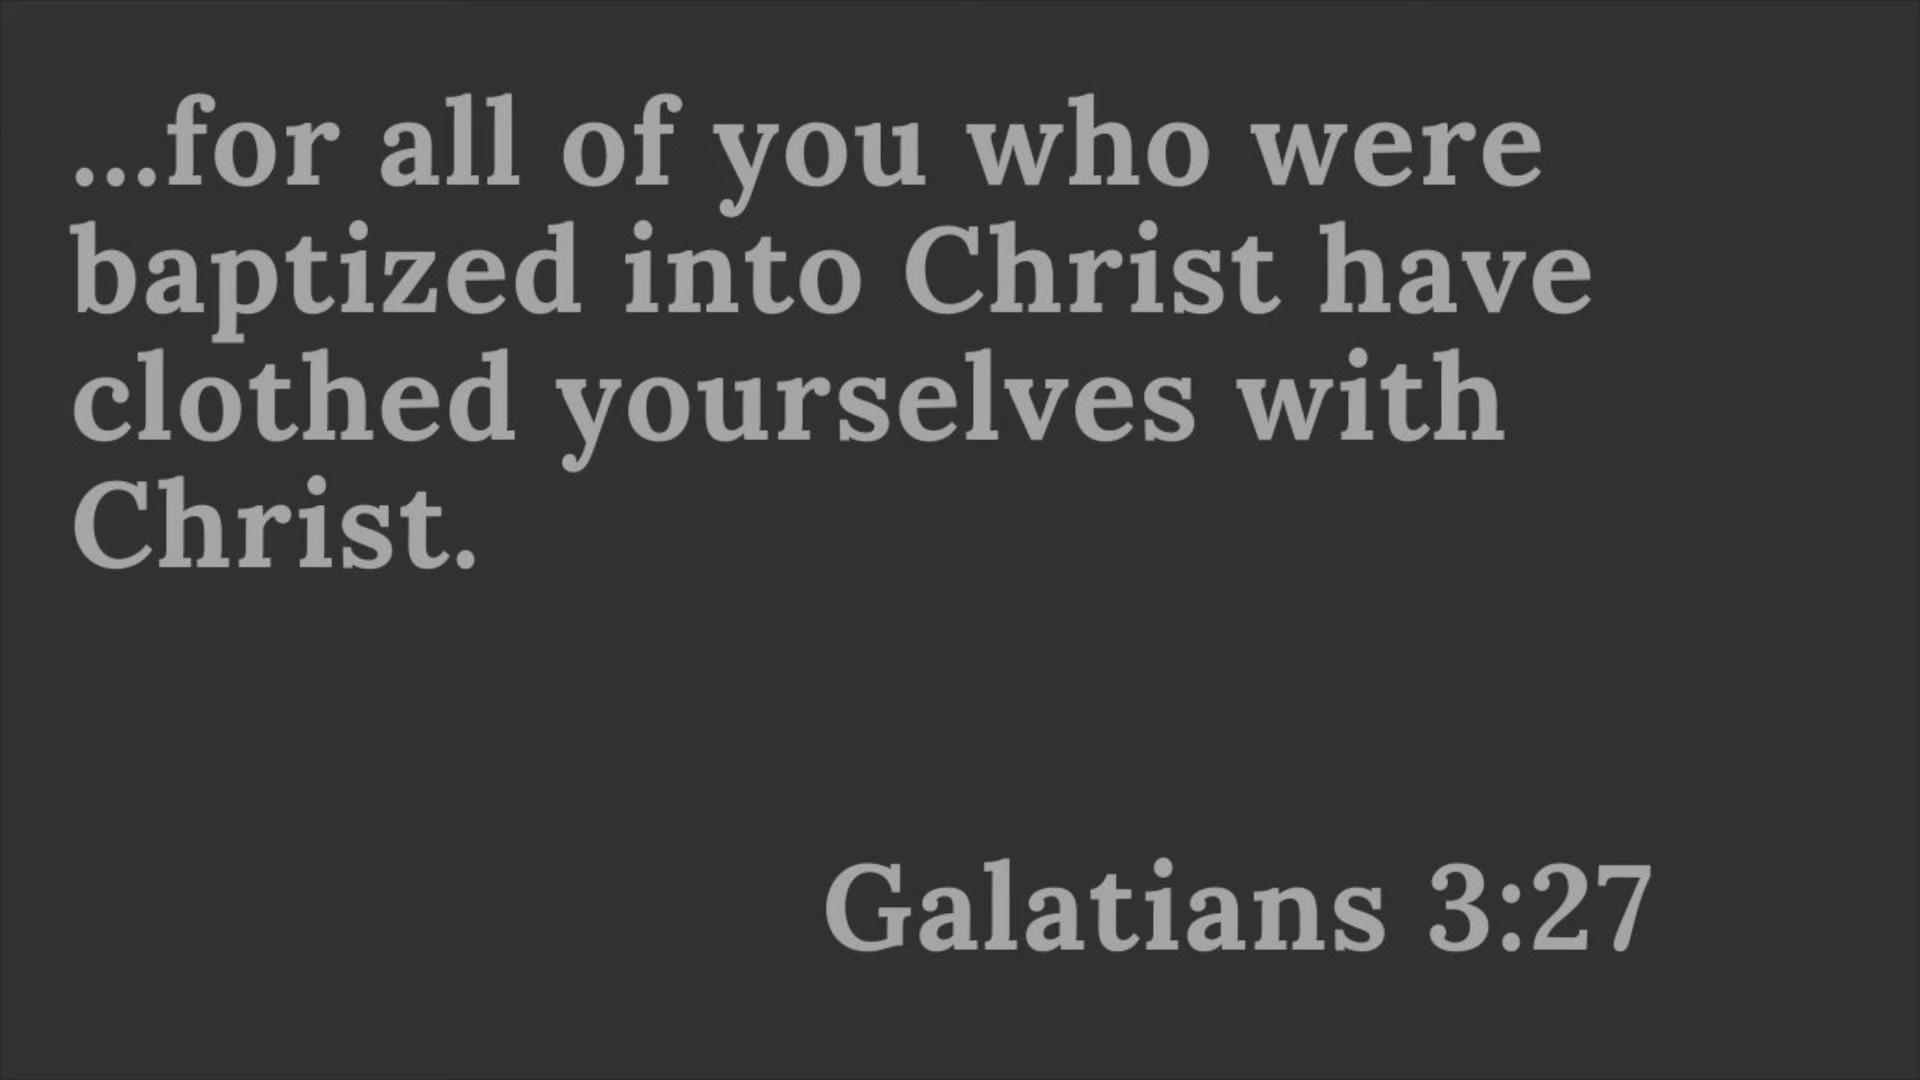 ...for all of you who were
baptized into Christ have
clothed yourselves with
Christ.
Galatians 3:27